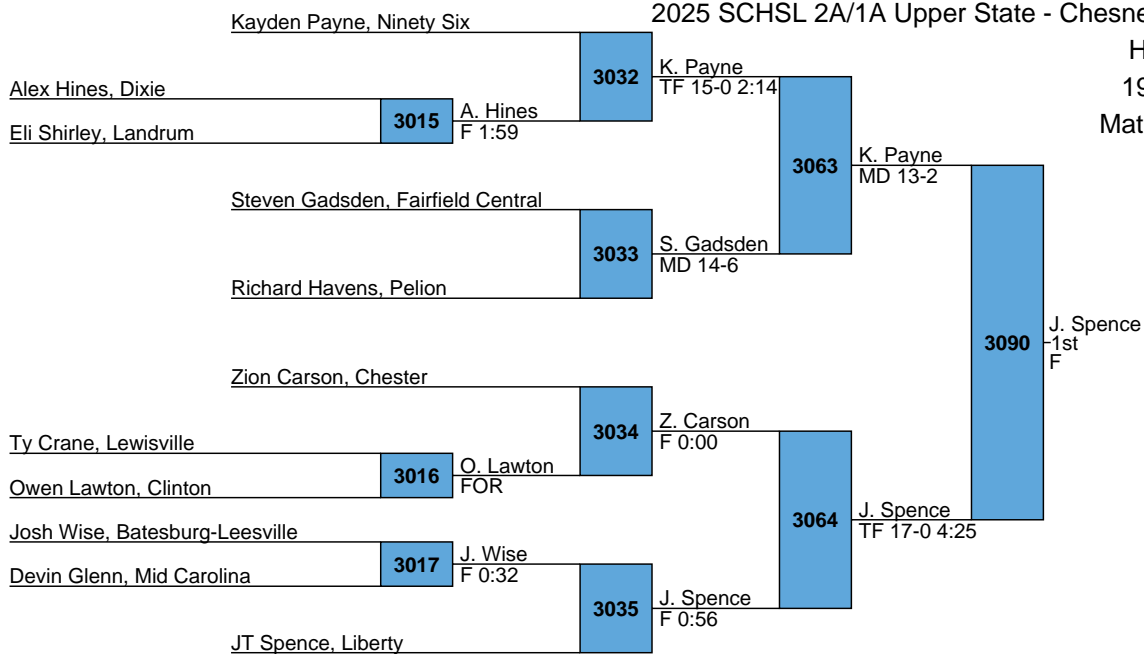 2025 SCHSL 2A/1A Upper State - Chesne
H
19
Mat
Kayden Payne, Ninety Six
3032
K. Payne
TF 15-0 2:14
Alex Hines, Dixie
3015
A. Hines
F 1:59
Eli Shirley, Landrum
3063
K. Payne
MD 13-2
Steven Gadsden, Fairfield Central
3033
S. Gadsden
MD 14-6
Richard Havens, Pelion
3090
J. Spence
1st
F
Zion Carson, Chester
3034
Z. Carson
F 0:00
Ty Crane, Lewisville
3016
O. Lawton
FOR
Owen Lawton, Clinton
3064
J. Spence
TF 17-0 4:25
Josh Wise, Batesburg-Leesville
3017
J. Wise
F 0:32
Devin Glenn, Mid Carolina
3035
J. Spence
F 0:56
JT Spence, Liberty